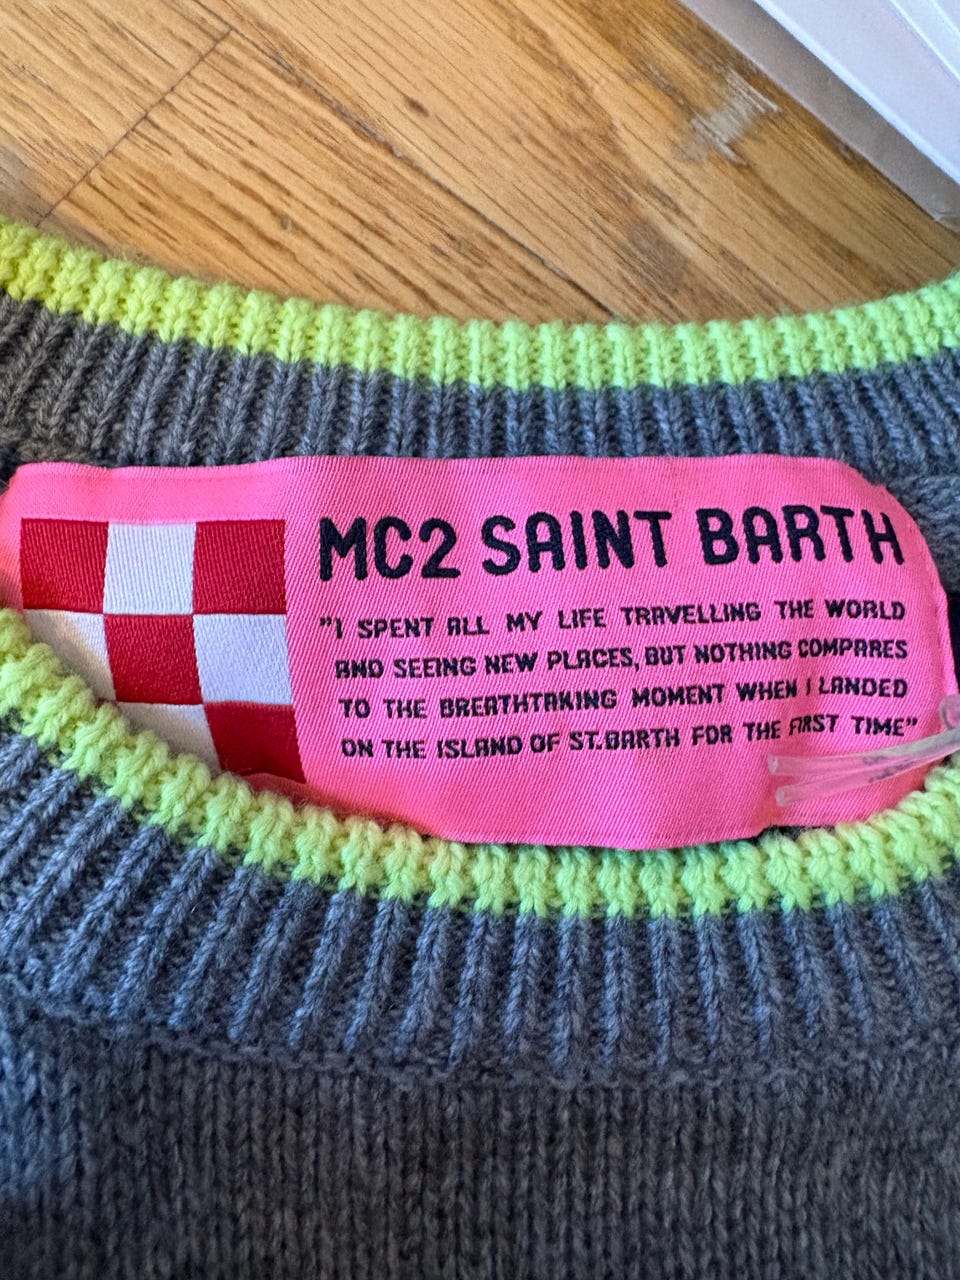 MC2 SAINT BARTH
"I SPENT ALL MY LIFE TRAVELLING THE WORLD
AND SEEING NEW PLACES, BUT NOTHING COMPARES
TO THE BREATHTAKING MOMENT WHEN I LANDED
ON THE ISLAND OF ST.BARTH FOR THE FIRST TIME"